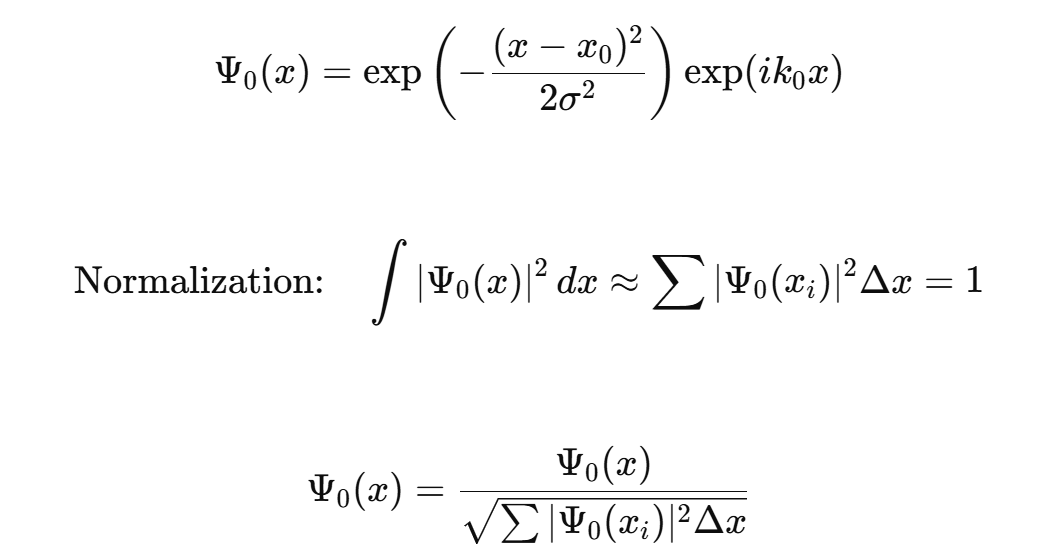 Ψ₀(x) = exp(−(x − x₀)²/2σ²) exp(ik₀x)
Normalization: ∫|Ψ₀(x)|² dx ≈ ∑|Ψ₀(xᵢ)|²Δx = 1
Ψ₀(x) = Ψ₀(x)/√(∑|Ψ₀(xᵢ)|²Δx)